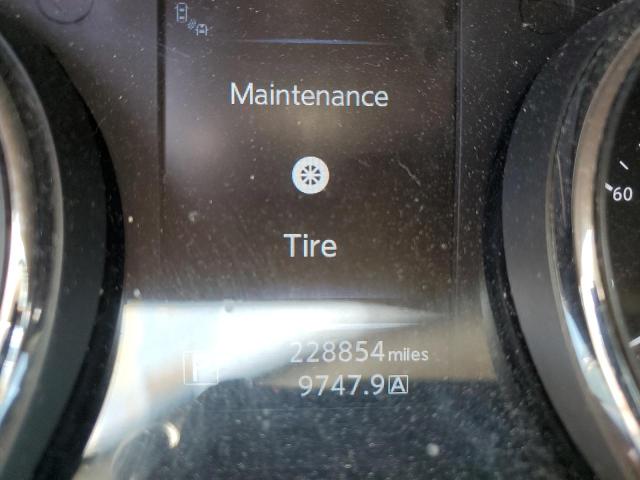 Maintenance
Tire
60
228854 miles
P
9747.9 A